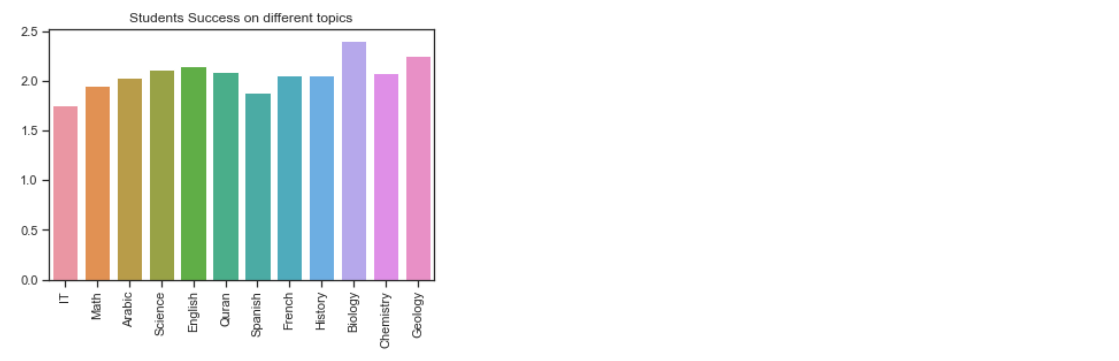 Students Success on different topics
2.5
2.0
1.5
1.0
0.5
0.0
IT
Math
Arabic
Science
English
Quran
Spanish
French
History
Biology
Chemistry
Geology